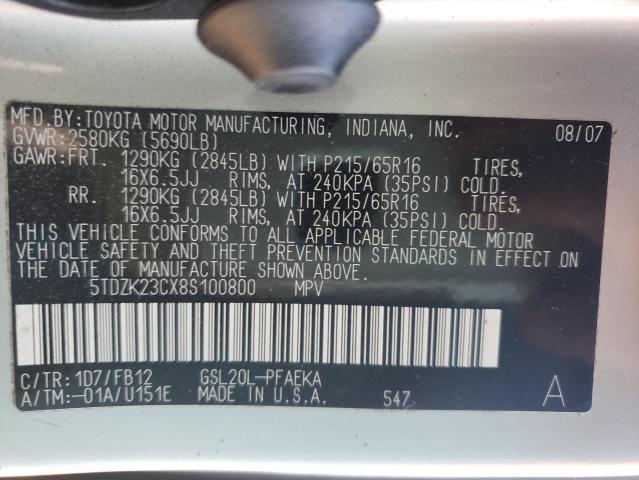 MFD.BY:TOYOTA MOTOR MANUFACTURING, INDIANA, INC. 08/07
GVWR:2580KG (5690LB)
GAWR:FRT. 1290KG (2845LB) WITH P215/65R16 TIRES,
16X6.5JJ RIMS, AT 240KPA (35PSI) COLD.
RR. 1290KG (2845LB) WITH P215/65R16 TIRES,
16X6.5JJ RIMS, AT 240KPA (35PSI) COLD.
THIS VEHICLE CONFORMS TO ALL APPLICABLE FEDERAL MOTOR
VEHICLE SAFETY AND THEFT PREVENTION STANDARDS IN EFFECT ON
THE DATE OF MANUFACTURE SHOWN ABOVE.
5TDZK23CX8S100800 MPV
C/TR:1D7/FB12 GSL20L-PFAEKA
A/TM:-01A/U151E MADE IN U.S.A. 547 A